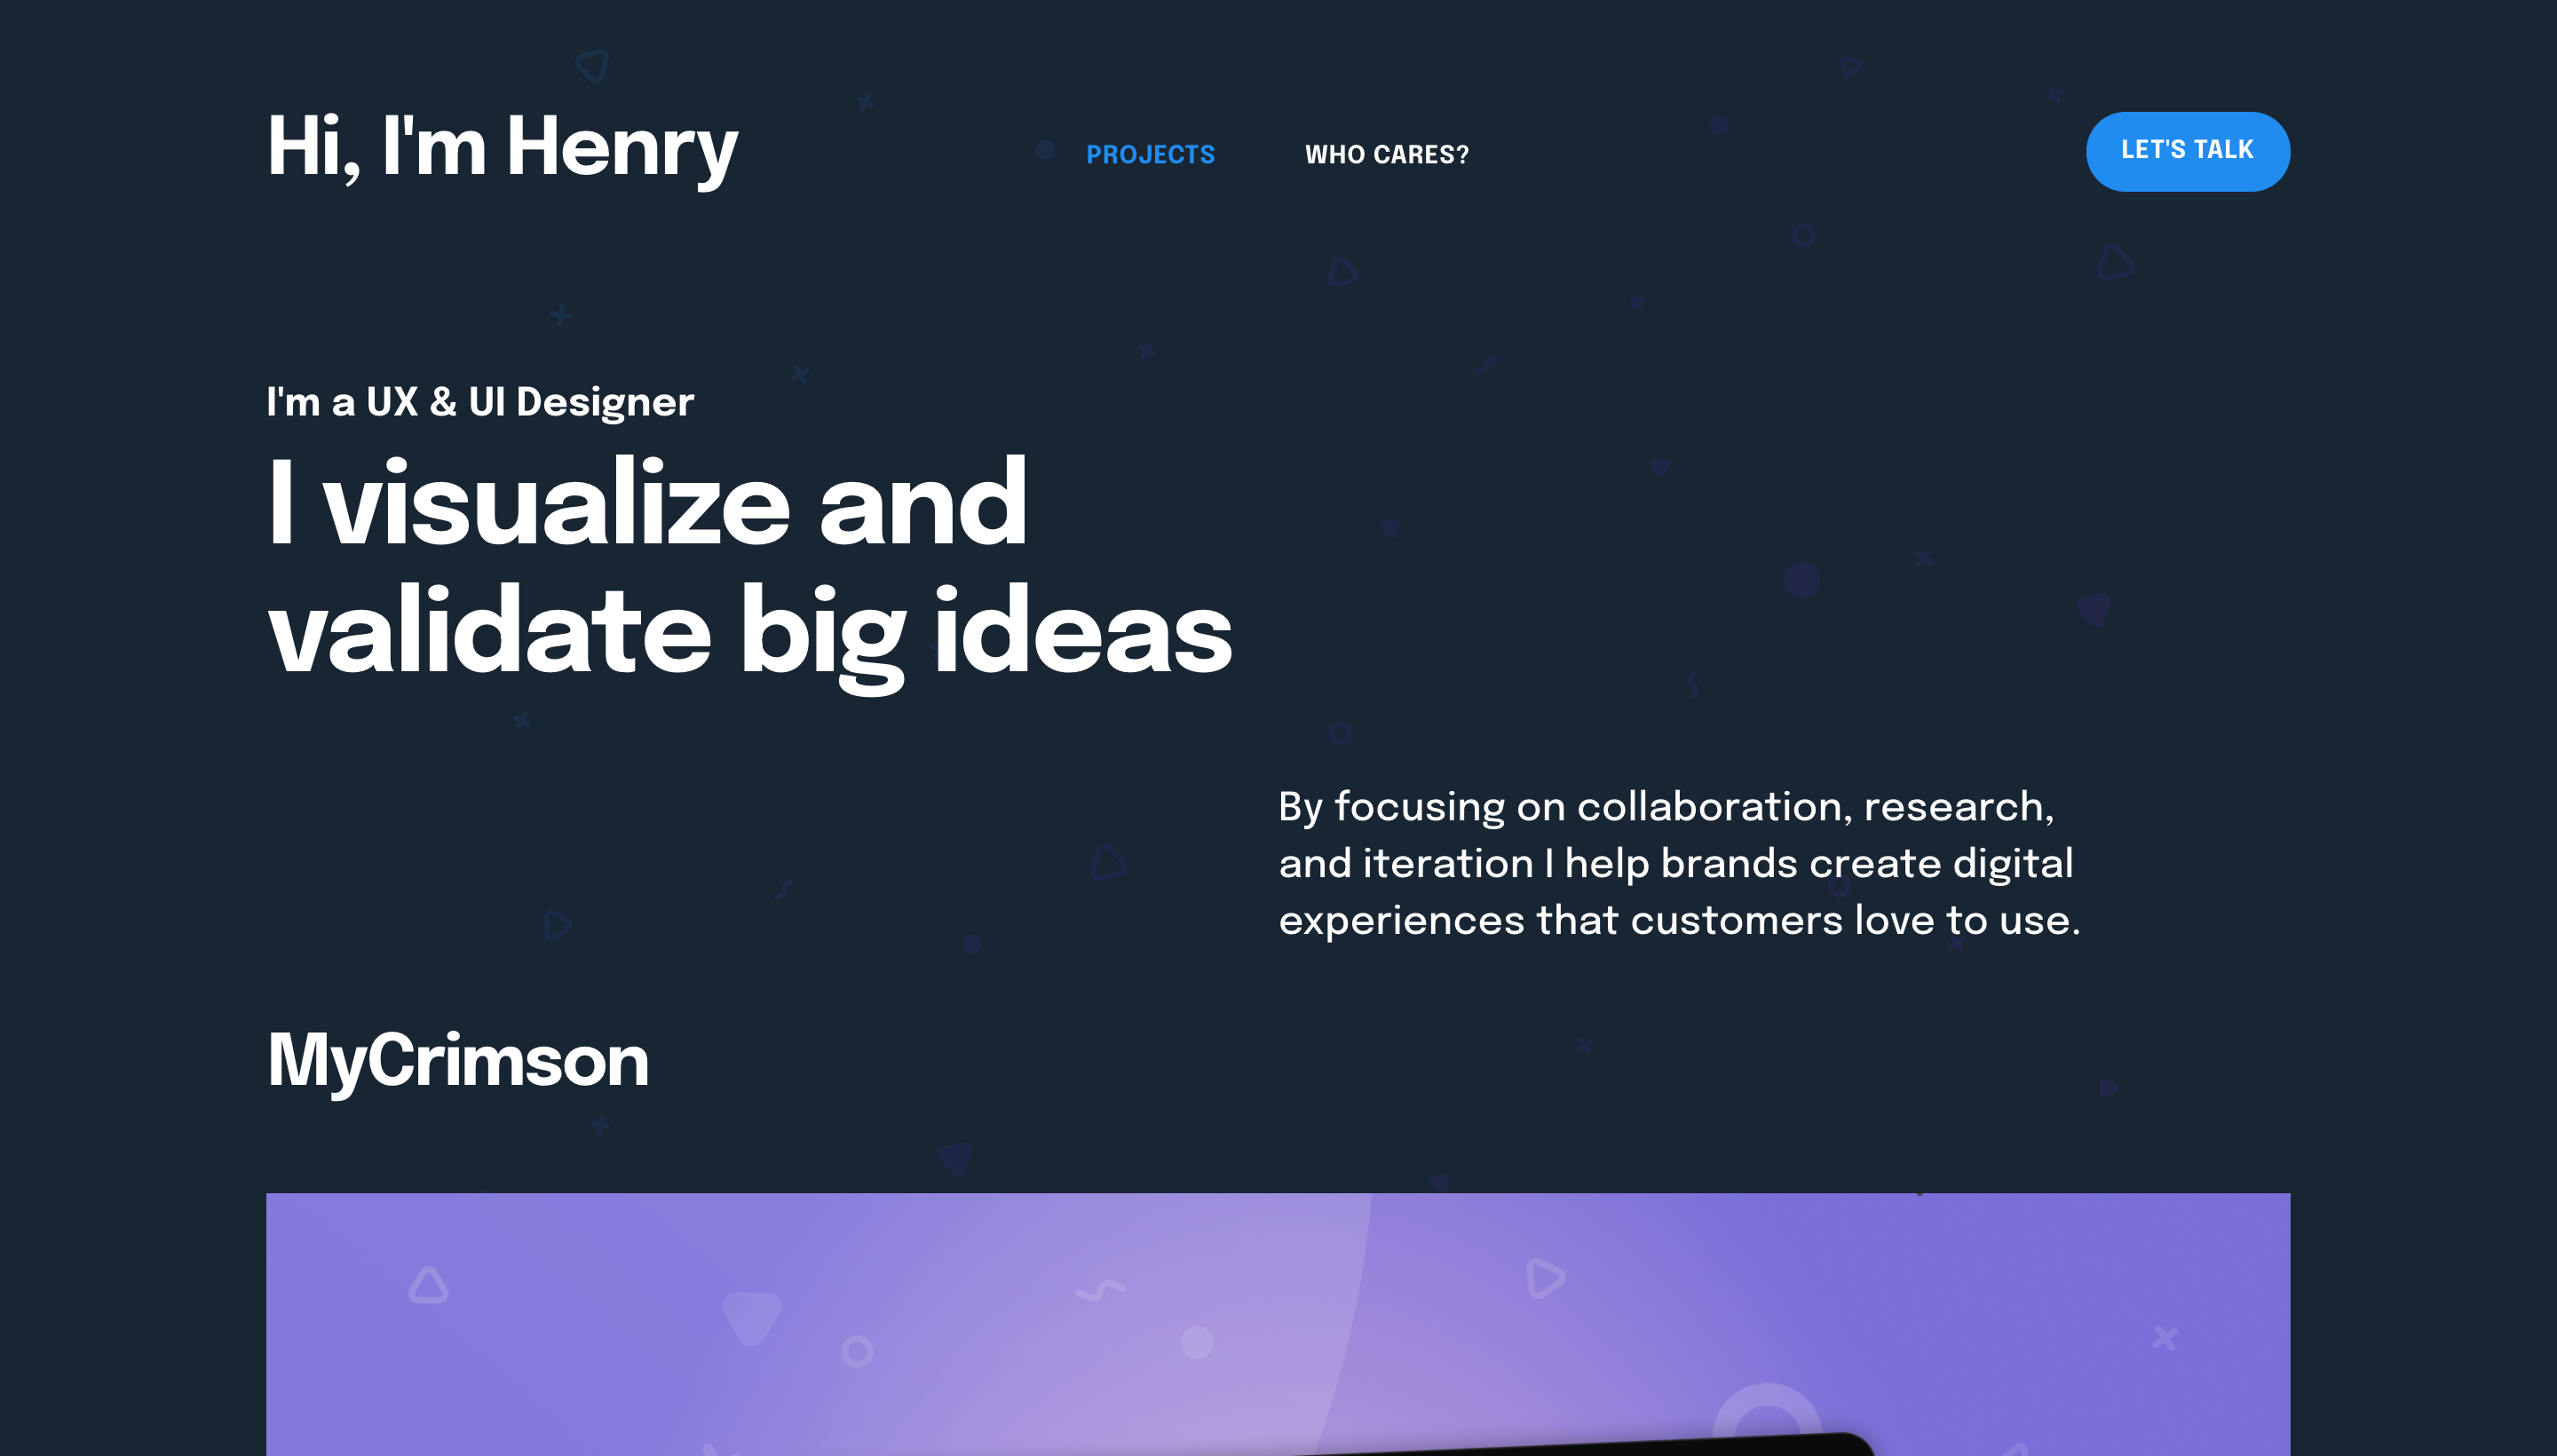 Hi, I'm Henry
PROJECTS
WHO CARES?
LET'S TALK
I'm a UX & UI Designer
I visualize and
validate big ideas
By focusing on collaboration, research,
and iteration I help brands create digital
experiences that customers love to use.
MyCrimson